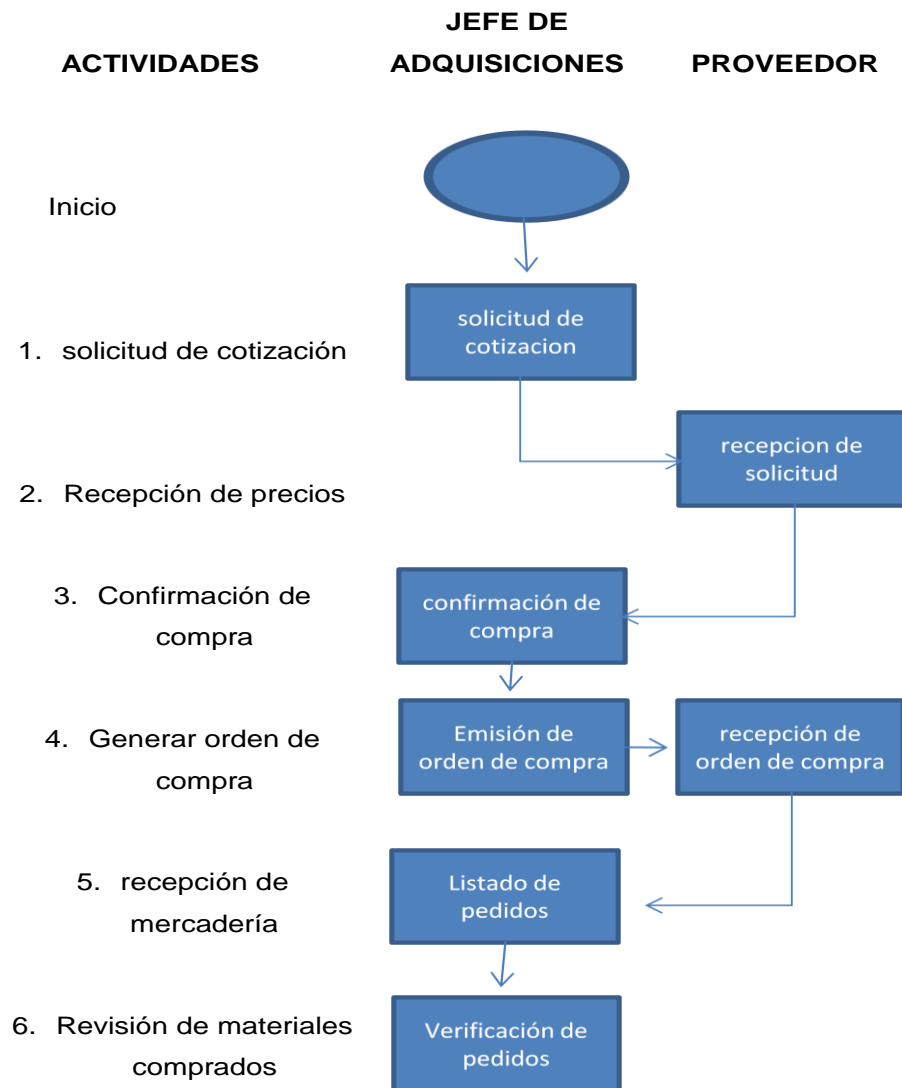 JEFE DE
ACTIVIDADES ADQUISICIONES PROVEEDOR
Inicio
solicitud de
cotizacion
1. solicitud de cotización
recepcion de
solicitud
2. Recepción de precios
3. Confirmación de
compra
confirmación de
compra
4. Generar orden de
compra
Emisión de
orden de compra
recepción de
orden de compra
5. recepción de
mercadería
Listado de
pedidos
6. Revisión de materiales
comprados
Verificación de
pedidos